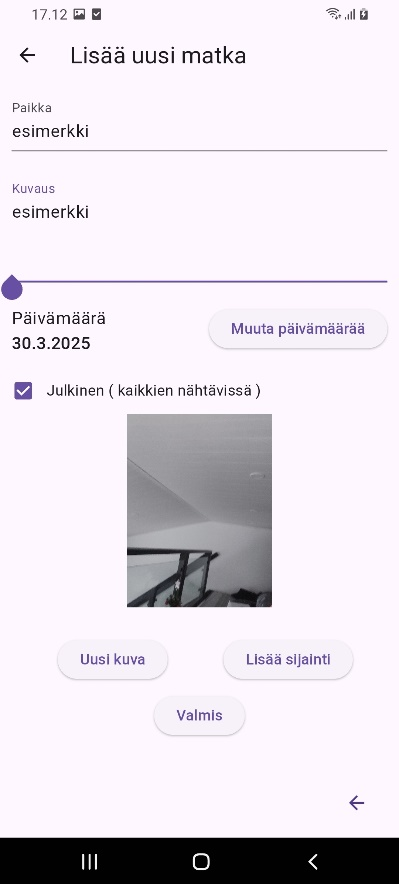 17.12
Lisää uusi matka
Paikka
esimerkki
Kuvaus
esimerkki
Päivämäärä
30.3.2025
Muuta päivämäärää
Julkinen ( kaikkien nähtävissä )
Uusi kuva
Lisää sijainti
Valmis